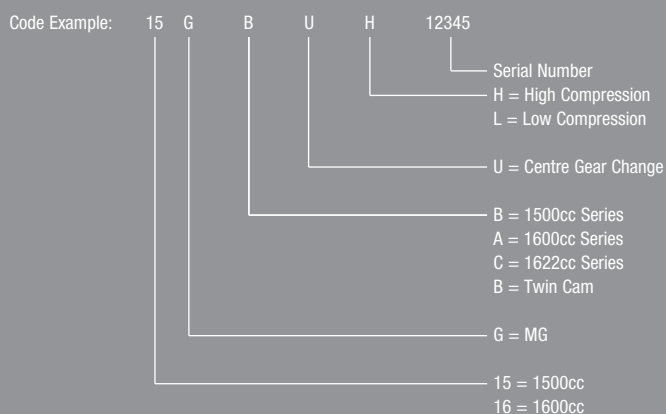 Code Example: 15 G B U H 12345
Serial Number
H = High Compression
L = Low Compression
U = Centre Gear Change
B = 1500cc Series
A = 1600cc Series
C = 1622cc Series
B = Twin Cam
G = MG
15 = 1500cc
16 = 1600cc